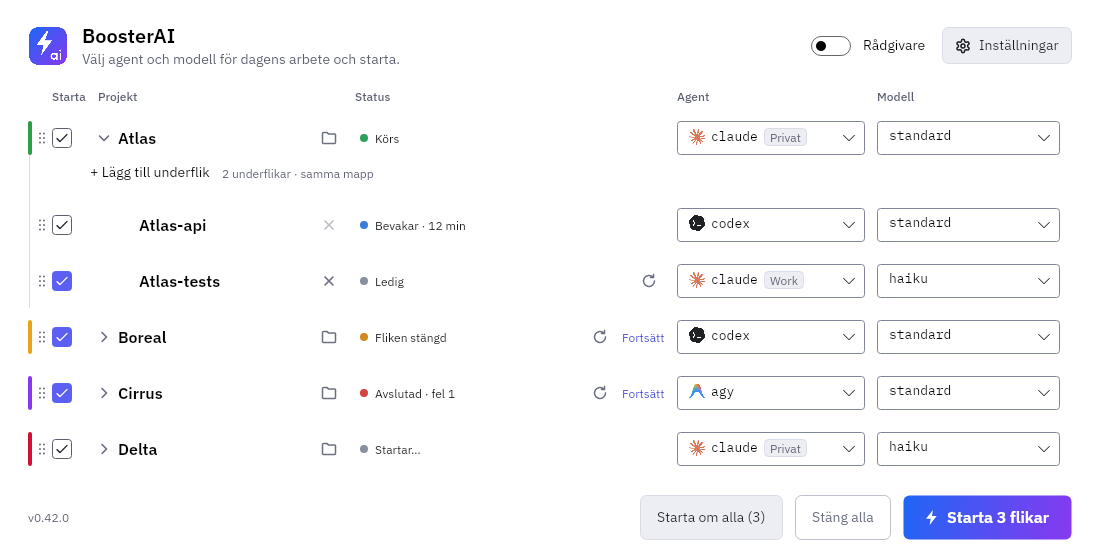 ai
BoosterAI
Välj agent och modell för dagens arbete och starta.
Rådgivare
Inställningar
Starta Projekt Status Agent Modell
Atlas Körs claude Privat standard
+ Lägg till underflik 2 underflikar · samma mapp
Atlas-api Bevakar · 12 min codex standard
Atlas-tests Ledig claude Work haiku
Boreal Fliken stängd Fortsätt codex standard
Cirrus Avslutad · fel 1 Fortsätt agy standard
Delta Startar... claude Privat haiku
v0.42.0 Starta om alla (3) Stäng alla Starta 3 flikar